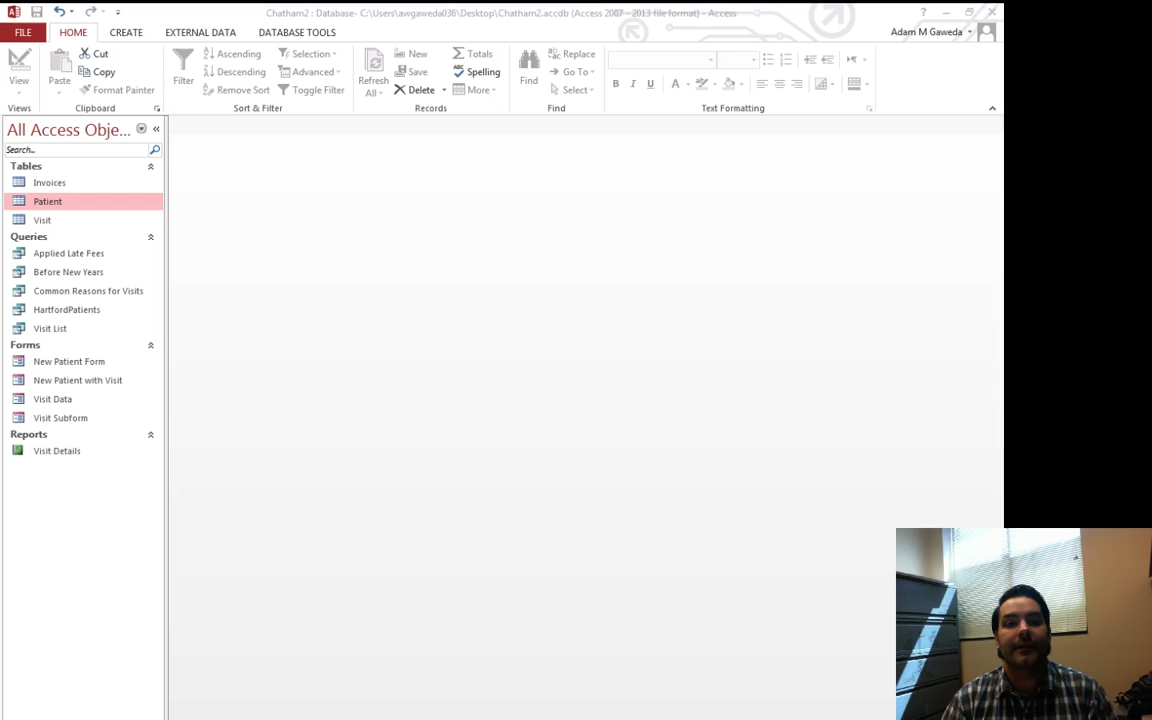 Chatham2 : Database- C:\Users\awgaweda036\Desktop\Chatham2.accdb (Access 2007 - 2013 file format) - Access
FILE HOME CREATE EXTERNAL DATA DATABASE TOOLS Adam M Gaweda
View
Views
Paste
Cut
Copy
Format Painter
Clipboard
Filter
Ascending
Descending
Remove Sort
Selection
Advanced
Toggle Filter
Sort & Filter
Refresh
All
New
Save
Delete
Totals
Spelling
More
Records
Find
Replace
Go To
Select
Find
B I U A
Text Formatting
All Access Obje...
Search...
Tables
Invoices
Patient
Visit
Queries
Applied Late Fees
Before New Years
Common Reasons for Visits
HartfordPatients
Visit List
Forms
New Patient Form
New Patient with Visit
Visit Data
Visit Subform
Reports
Visit Details